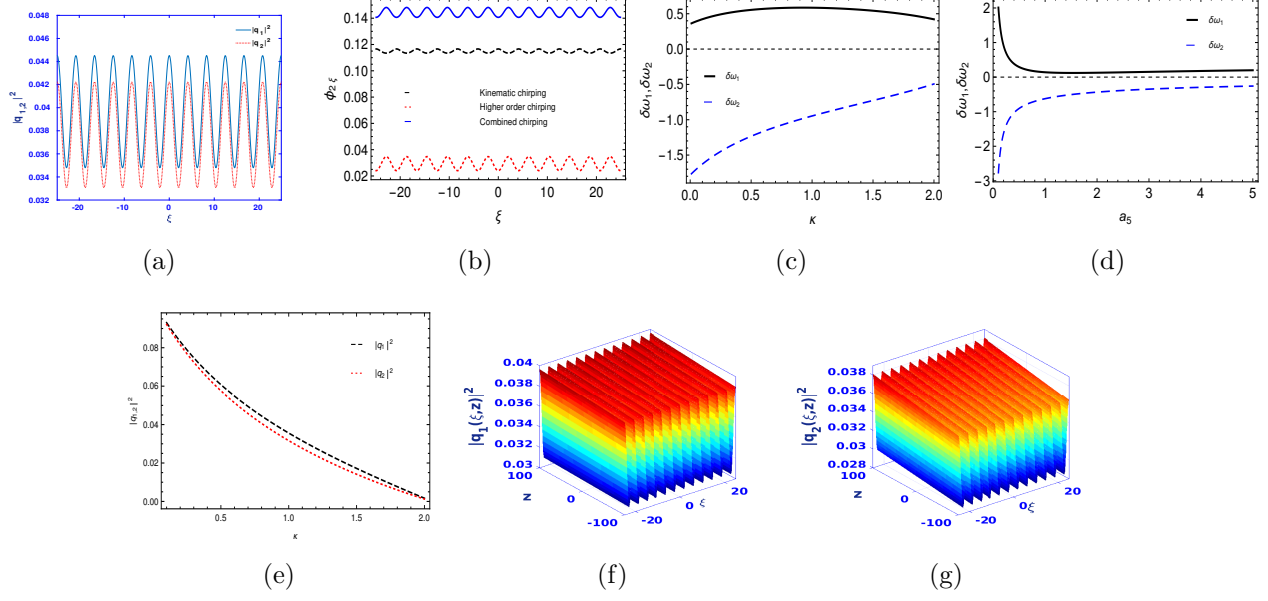 0.048
0.046
0.044
0.042
0.04
0.038
0.036
0.034
0.032
|q1,2|^2
|q1|^2
|q2|^2
-20 -10 0 10 20
ξ
(a)
0.14
0.12
0.10
0.08
0.06
0.04
0.02
ϕ2 ξ
Kinematic chirping
Higher order chirping
Combined chirping
−20 −10 0 10 20
ξ
(b)
0.5
0.0
−0.5
−1.0
−1.5
δω1, δω2
δω1
δω2
0.0 0.5 1.0 1.5 2.0
κ
(c)
2
1
0
−1
−2
−3
δω1, δω2
δω1
δω2
0 1 2 3 4 5
a5
(d)
0.08
0.06
0.04
0.02
0.00
|q1,2|^2
|q1|^2
|q2|^2
0.5 1.0 1.5 2.0
κ
(e)
0.04
0.038
0.036
0.034
0.032
0.03
|q1(ξ,z)|^2
100
0
-100
z
-20 0 20
ξ
(f)
0.038
0.036
0.034
0.032
0.03
0.028
|q2(ξ,z)|^2
100
0
-100
z
-20 0 20
ξ
(g)